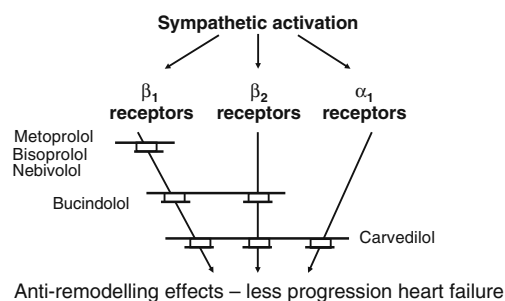 Sympathetic activation
β1 β2 α1
receptors receptors receptors
Metoprolol
Bisoprolol
Nebivolol
Bucindolol
Carvedilol
Anti-remodelling effects – less progression heart failure